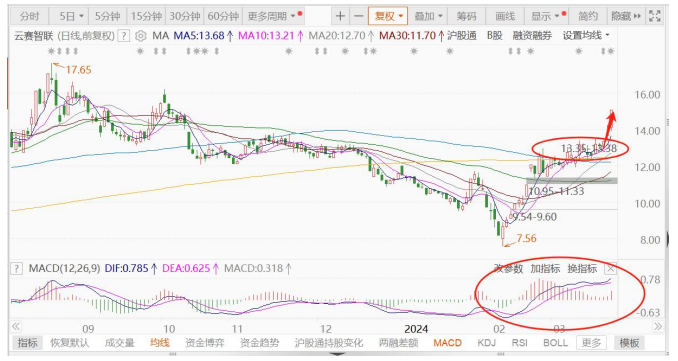 分时 5日 5分钟 15分钟 30分钟 60分钟 更多周期 + － 复权 叠加 筹码 画线 显示 简约 隐藏
云赛智联 (日线,前复权) ? MA MA5:13.68↑ MA10:13.21↑ MA20:12.70↑ MA30:11.70↑ 沪股通 B股 融资融券 设置均线
17.65
16.00
14.00
13.35-13.38
12.00
10.95-11.33
10.00
9.54-9.60
8.00
7.56
? MACD(12,26,9) DIF:0.785↑ DEA:0.625↑ MACD:0.318↑ 改参数 加指标 换指标
0.78
-0.63
09 10 11 12 2024 02 03
指标 恢复默认 成交量 均线 资金博弈 资金趋势 沪股通持股变化 两融差额 MACD KDJ RSI BOLL 更多 模板